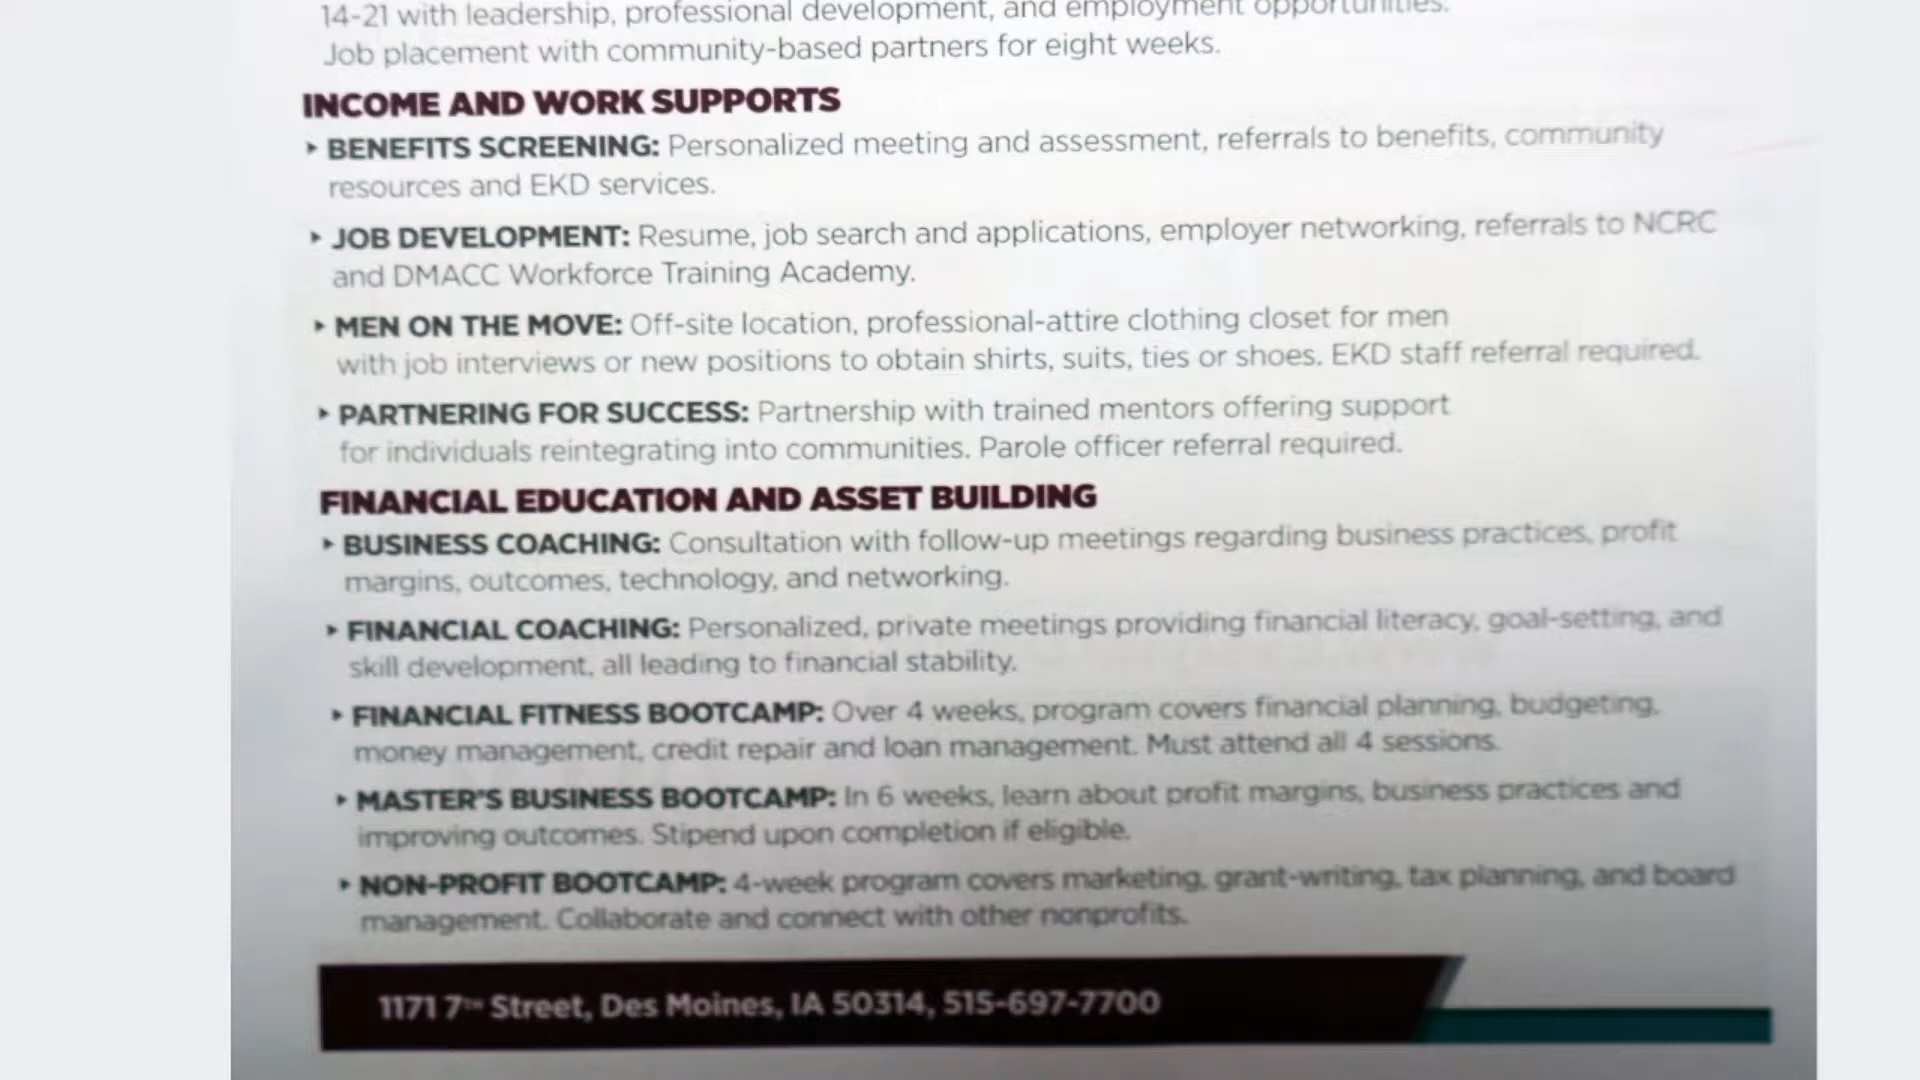 14-21 with leadership, professional development, and employment opportunities.
Job placement with community-based partners for eight weeks.
INCOME AND WORK SUPPORTS
‣ BENEFITS SCREENING: Personalized meeting and assessment, referrals to benefits, community
resources and EKD services.
‣ JOB DEVELOPMENT: Resume, job search and applications, employer networking, referrals to NCRC
and DMACC Workforce Training Academy.
‣ MEN ON THE MOVE: Off-site location, professional-attire clothing closet for men
with job interviews or new positions to obtain shirts, suits, ties or shoes. EKD staff referral required.
‣ PARTNERING FOR SUCCESS: Partnership with trained mentors offering support
for individuals reintegrating into communities. Parole officer referral required.
FINANCIAL EDUCATION AND ASSET BUILDING
‣ BUSINESS COACHING: Consultation with follow-up meetings regarding business practices, profit
margins, outcomes, technology, and networking.
‣ FINANCIAL COACHING: Personalized, private meetings providing financial literacy, goal-setting, and
skill development, all leading to financial stability.
‣ FINANCIAL FITNESS BOOTCAMP: Over 4 weeks, program covers financial planning, budgeting,
money management, credit repair and loan management. Must attend all 4 sessions.
‣ MASTER'S BUSINESS BOOTCAMP: In 6 weeks, learn about profit margins, business practices and
improving outcomes. Stipend upon completion if eligible.
‣ NON-PROFIT BOOTCAMP: 4-week program covers marketing, grant-writing, tax planning, and board
management. Collaborate and connect with other nonprofits.
1171 7TH Street, Des Moines, IA 50314, 515-697-7700